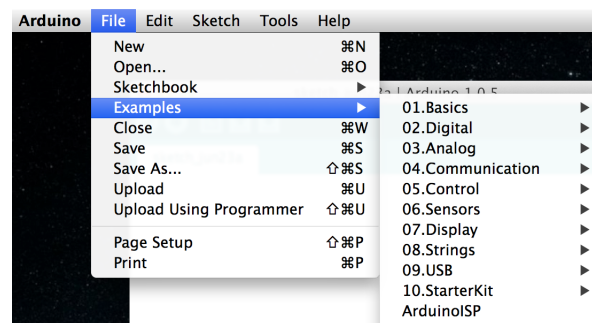 Arduino File Edit Sketch Tools Help
New ⌘N
Open... ⌘O
Sketchbook ▶
Examples ▶
Close ⌘W
Save ⌘S
Save As... ⇧⌘S
Upload ⌘U
Upload Using Programmer ⇧⌘U
Page Setup ⇧⌘P
Print ⌘P
| Arduino 1.0.5
01.Basics ▶
02.Digital ▶
03.Analog ▶
04.Communication ▶
05.Control ▶
06.Sensors ▶
07.Display ▶
08.Strings ▶
09.USB ▶
10.StarterKit ▶
ArduinoISP